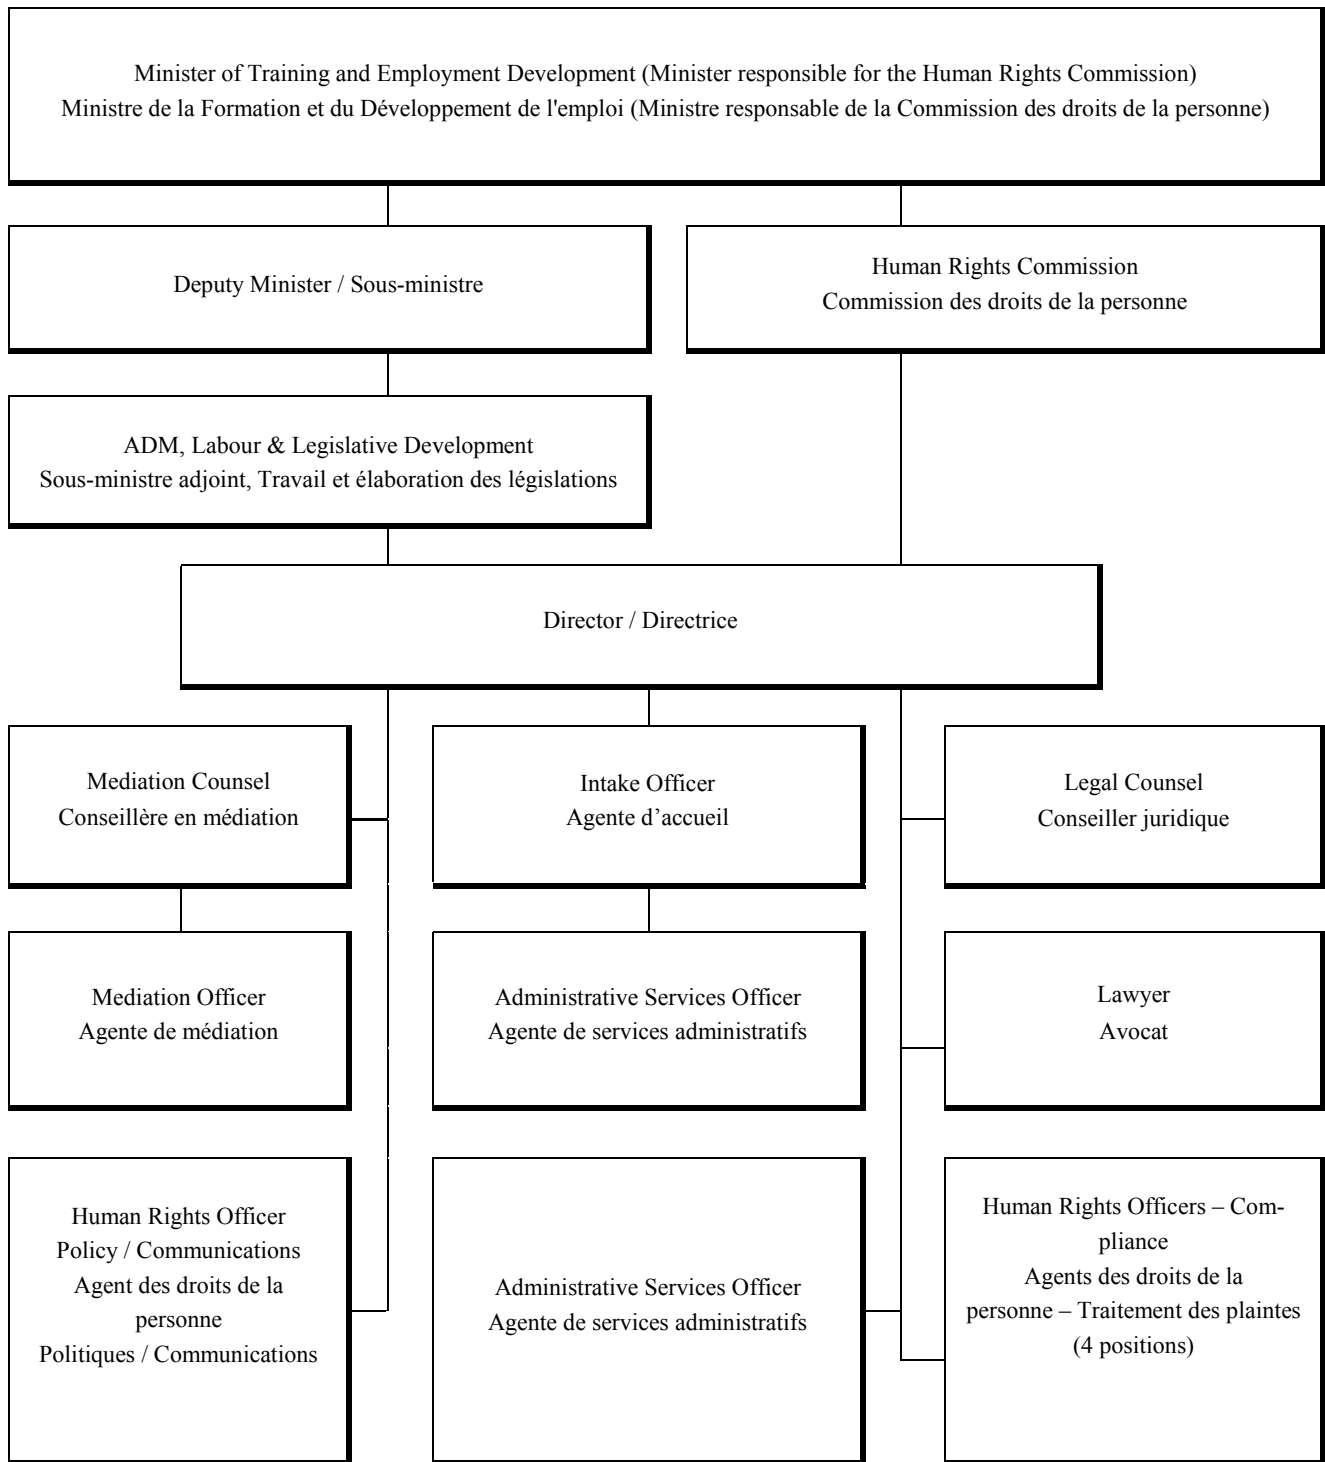 Minister of Training and Employment Development (Minister responsible for the Human Rights Commission)
Ministre de la Formation et du Développement de l'emploi (Ministre responsable de la Commission des droits de la personne)
Deputy Minister / Sous-ministre
Human Rights Commission
Commission des droits de la personne
ADM, Labour & Legislative Development
Sous-ministre adjoint, Travail et élaboration des législations
Director / Directrice
Mediation Counsel
Conseillère en médiation
Intake Officer
Agente d’accueil
Legal Counsel
Conseiller juridique
Mediation Officer
Agente de médiation
Administrative Services Officer
Agente de services administratifs
Lawyer
Avocat
Human Rights Officer
Policy / Communications
Agent des droits de la
personne
Politiques / Communications
Administrative Services Officer
Agente de services administratifs
Human Rights Officers – Com-
pliance
Agents des droits de la
personne – Traitement des plaintes
(4 positions)